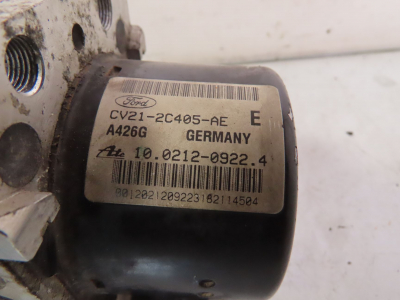 Ford
CV21-2C405-AE E
A426G GERMANY
Ate 10.0212-0922.4